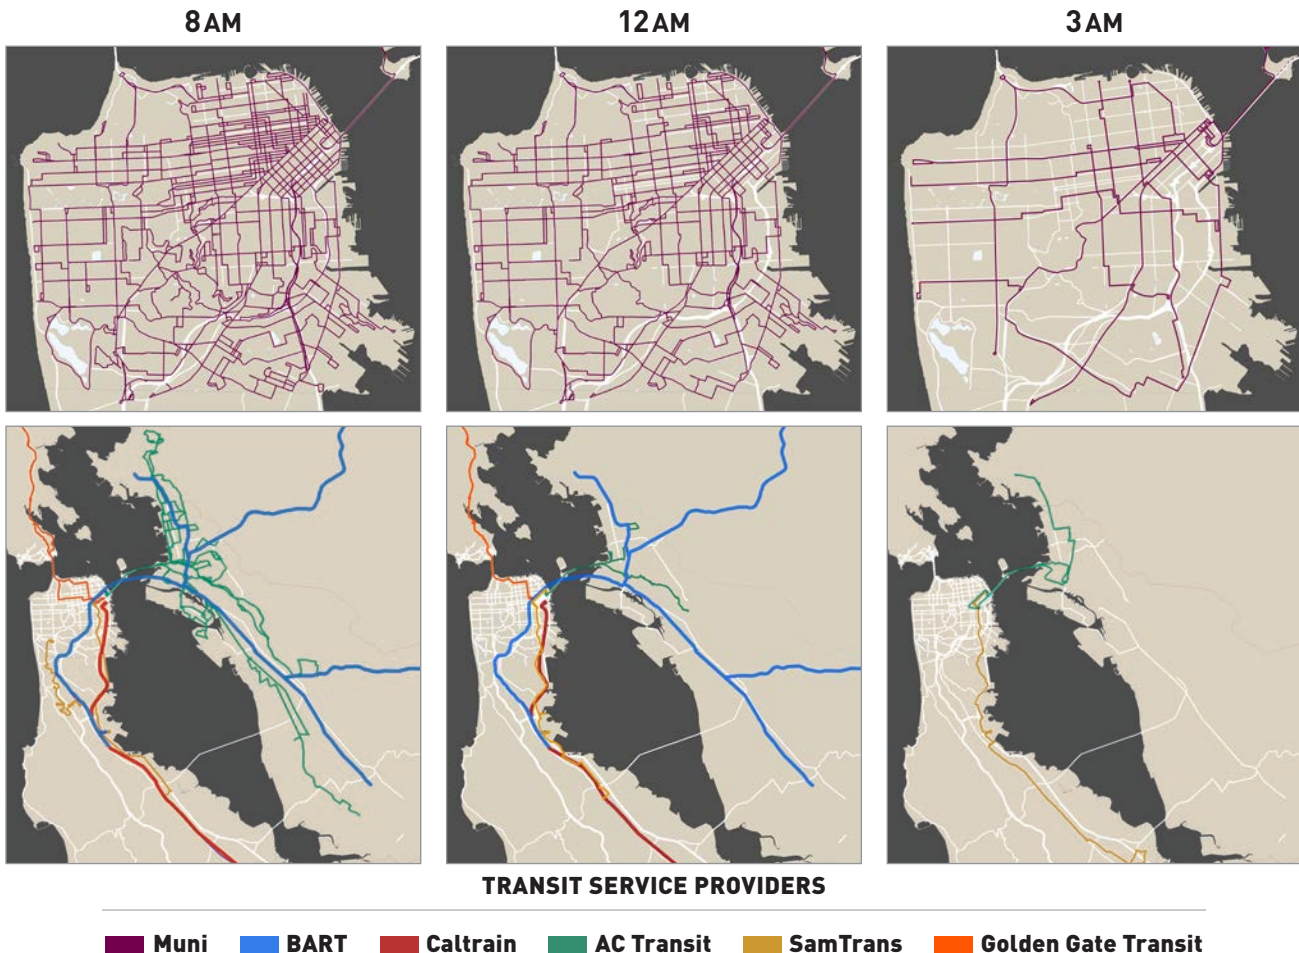 8AM
12AM
3AM
TRANSIT SERVICE PROVIDERS
Muni BART Caltrain AC Transit SamTrans Golden Gate Transit